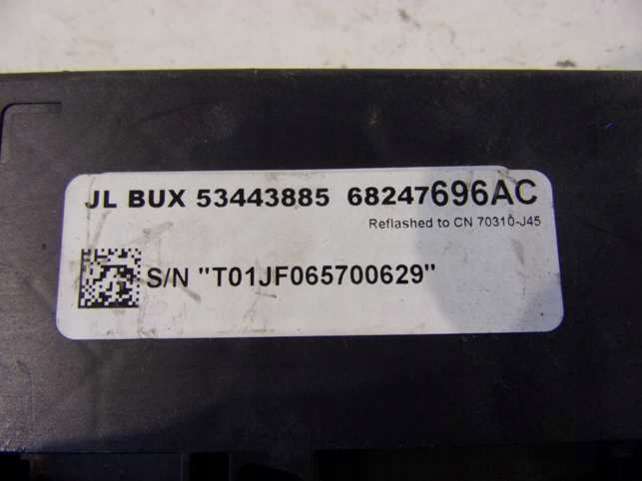 JL BUX 53443885 68247696AC
Reflashed to CN 70310-J45
S/N "T01JF065700629"